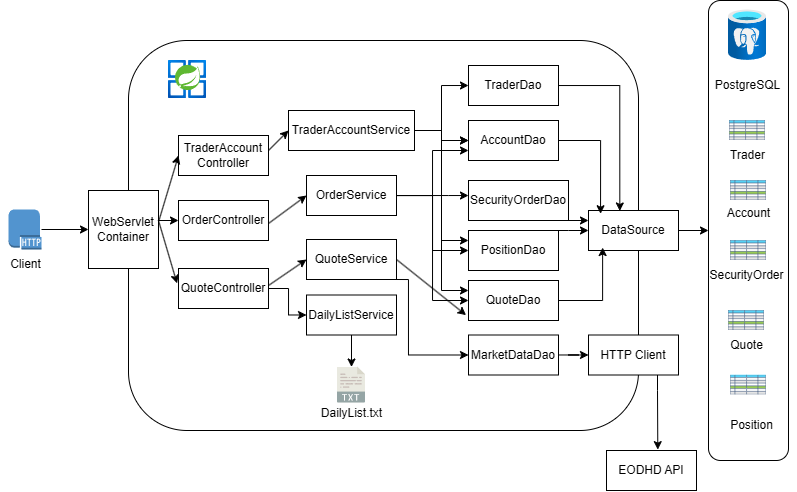 PostgreSQL
TraderDao
TraderAccountService
AccountDao
TraderAccount
Controller
Trader
OrderService
SecurityOrderDao
Account
HTTP
Client
WebServlet
Container
OrderController
DataSource
PositionDao
QuoteService
SecurityOrder
QuoteController
QuoteDao
DailyListService
Quote
MarketDataDao
HTTP Client
TXT
DailyList.txt
Position
EODHD API